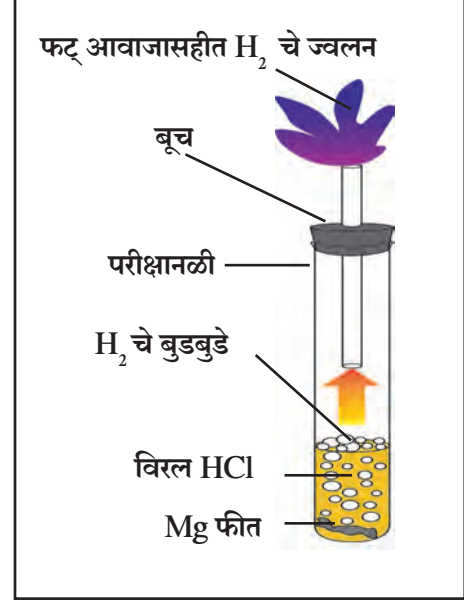 फट् आवाजासहीत H₂ चे ज्वलन
बूच
परीक्षानळी
H₂ चे बुडबुडे
विरल HCl
Mg फीत